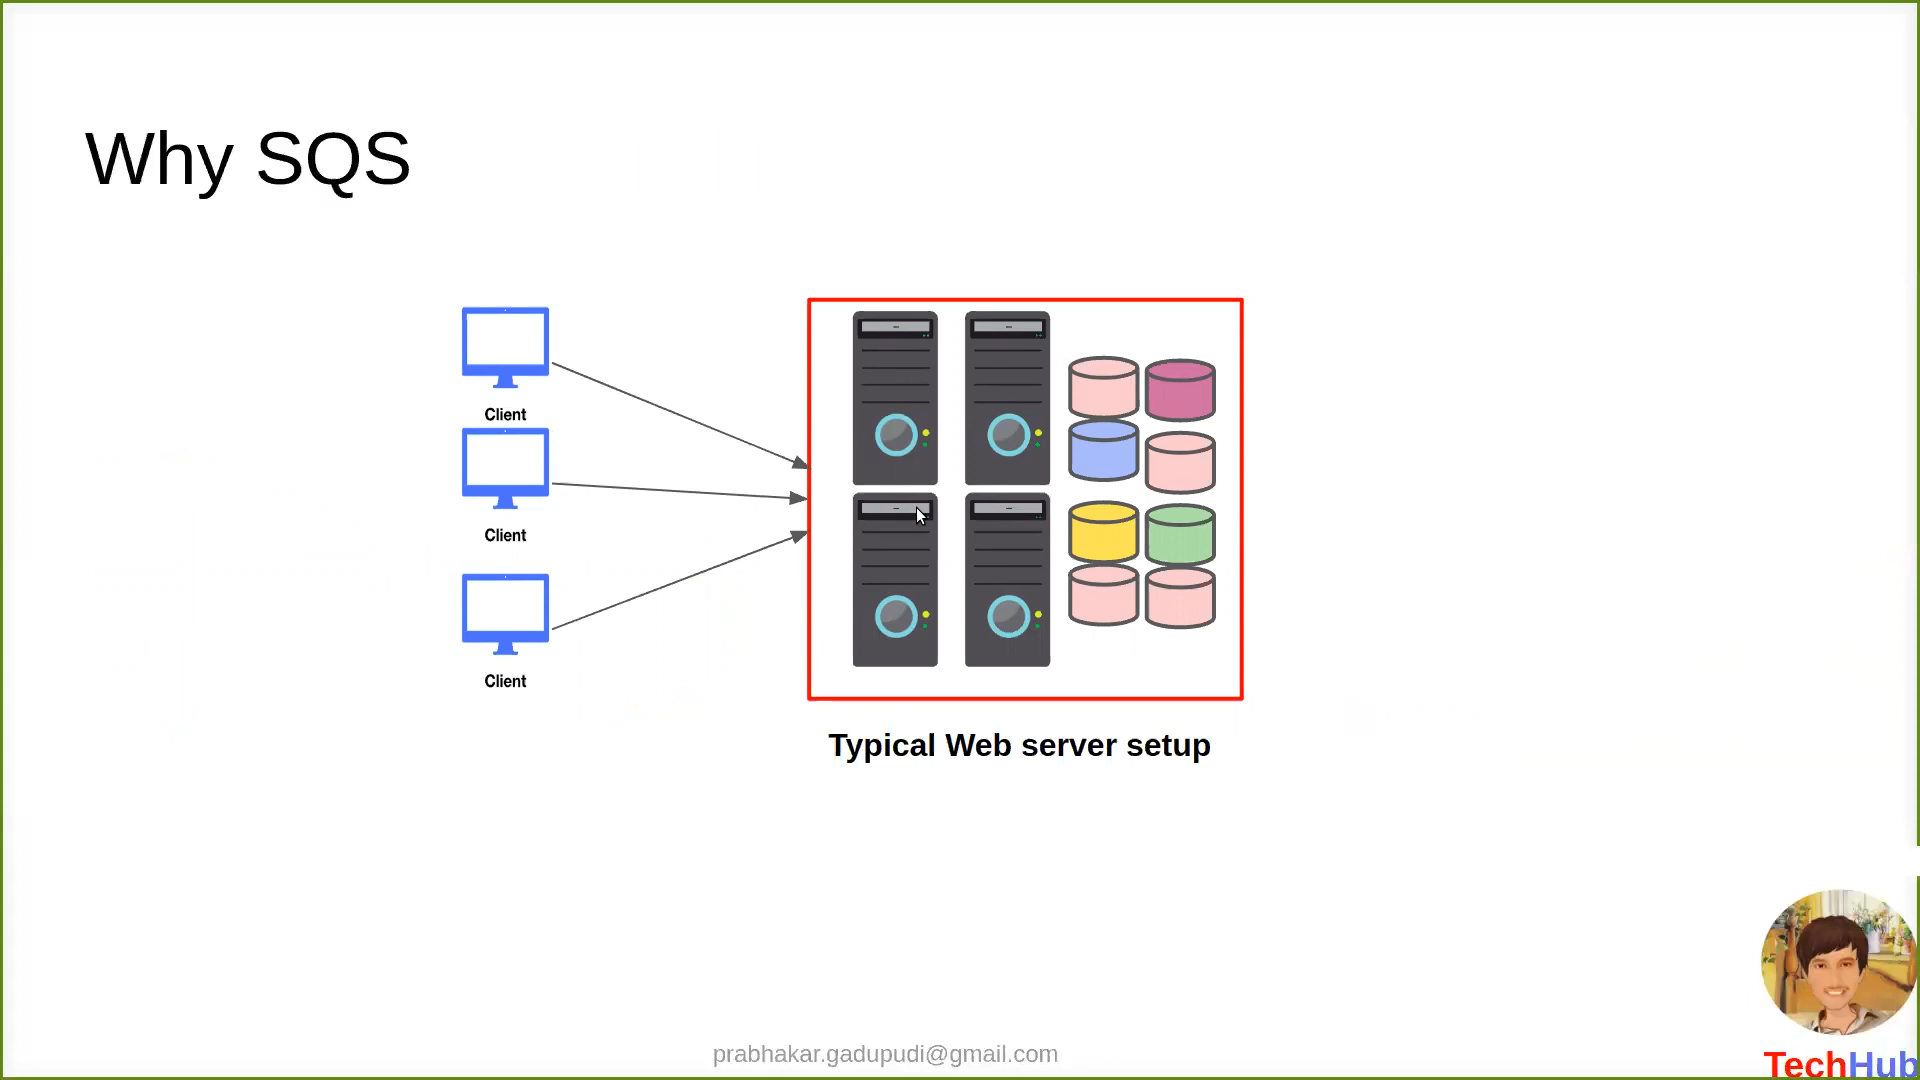 Why SQS
Client
Client
Client
Typical Web server setup
prabhakar.gadupudi@gmail.com
TechHub